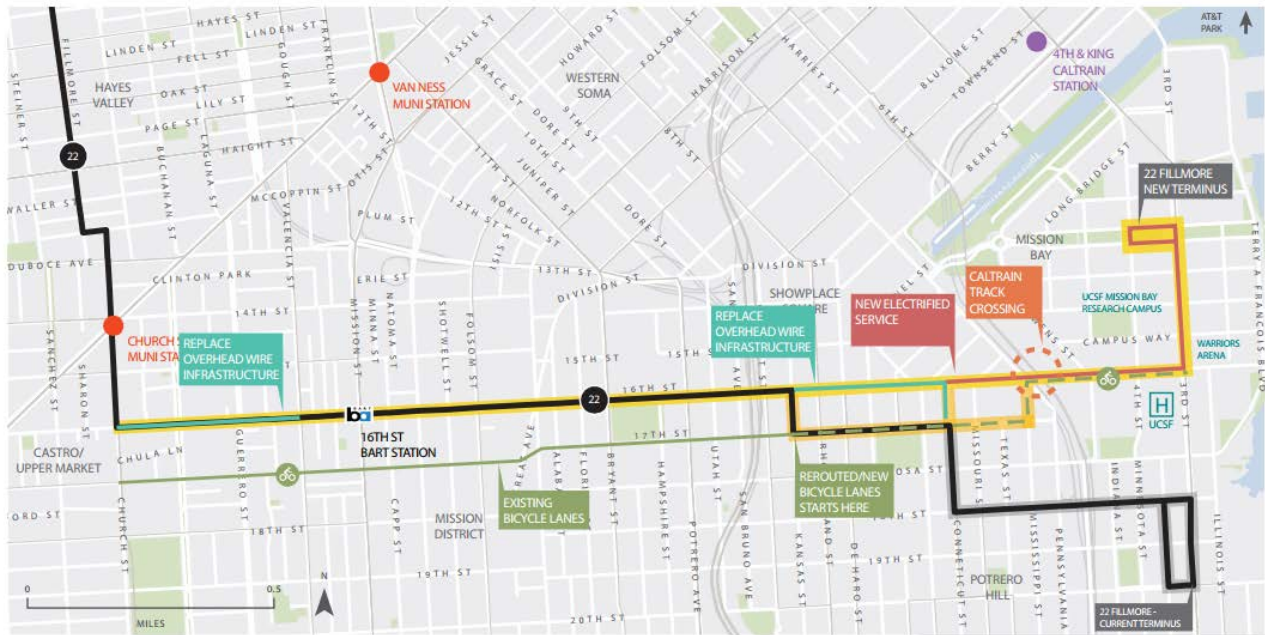 HAYES ST
LINDEN ST
LINDEN ST
FELL ST
OAK ST
LILY ST
PAGE ST
HAIGHT ST
STEINER ST
FILLMORE ST
GOUGH ST
FRANKLIN ST
HAYES
VALLEY
22
VAN NESS
MUNI STATION
JESSIE ST
GRACE ST
HOWARD ST
FOLSOM ST
HARRISON ST
WESTERN
SOMA
HARRIET ST
6TH ST
BLUXOME ST
TOWNSEND ST
4TH & KING
CALTRAIN
STATION
AT&T
PARK
3RD ST
BERRY ST
LONG BRIDGE ST
22 FILLMORE
NEW TERMINUS
MISSION
BAY
TERRY A FRANCOIS BLVD
BUCHANAN ST
LAGUNA ST
VALENCIA ST
MCCOPPIN ST
OTIS ST
12TH ST
11TH ST
12TH ST
9TH ST
DORE ST
10TH ST
JUNIPER ST
NORFOLK ST
8TH ST
DORE ST
PLUM ST
ISIS ST
WALLER ST
DUBOCE AVE
CLINTON PARK
ERIE ST
13TH ST
DIVISION ST
DIVISION ST
14TH ST
MISSION ST
MINNA ST
NATOMA ST
SHOTWELL ST
FOLSOM ST
15TH ST
15TH ST
SHOWPLACE
SQUARE
REPLACE
OVERHEAD WIRE
INFRASTRUCTURE
NEW ELECTRIFIED
SERVICE
CALTRAIN
TRACK
CROSSING
UCSF MISSION BAY
RESEARCH CAMPUS
CAMPUS WAY
WARRIORS
ARENA
SANCHEZ ST
SHARON ST
CHURCH
MUNI
REPLACE
OVERHEAD WIRE
INFRASTRUCTURE
16TH ST
22
ba
16TH ST
BART STATION
17TH ST
4TH ST
3RD ST
H
UCSF
CASTRO/
UPPER MARKET
CHULA LN
GUERRERO ST
EXISTING
BICYCLE LANES
REROUTED/NEW
BICYCLE LANES
STARTS HERE
CHURCH ST
18TH ST
CAPP ST
MISSION
DISTRICT
BRYANT ST
HAMPSHIRE ST
POTRERO AVE
UTAH ST
SAN BRUNO AVE
KANSAS ST
DE HARO ST
CONNECTICUT ST
MISSOURI ST
TEXAS ST
MISSISSIPPI ST
PENNSYLVANIA
INDIANA ST
MINNESOTA ST
ILLINOIS ST
19TH ST
19TH ST
20TH ST
POTRERO
HILL
22 FILLMORE -
CURRENT TERMINUS
0
0.5
MILES
N